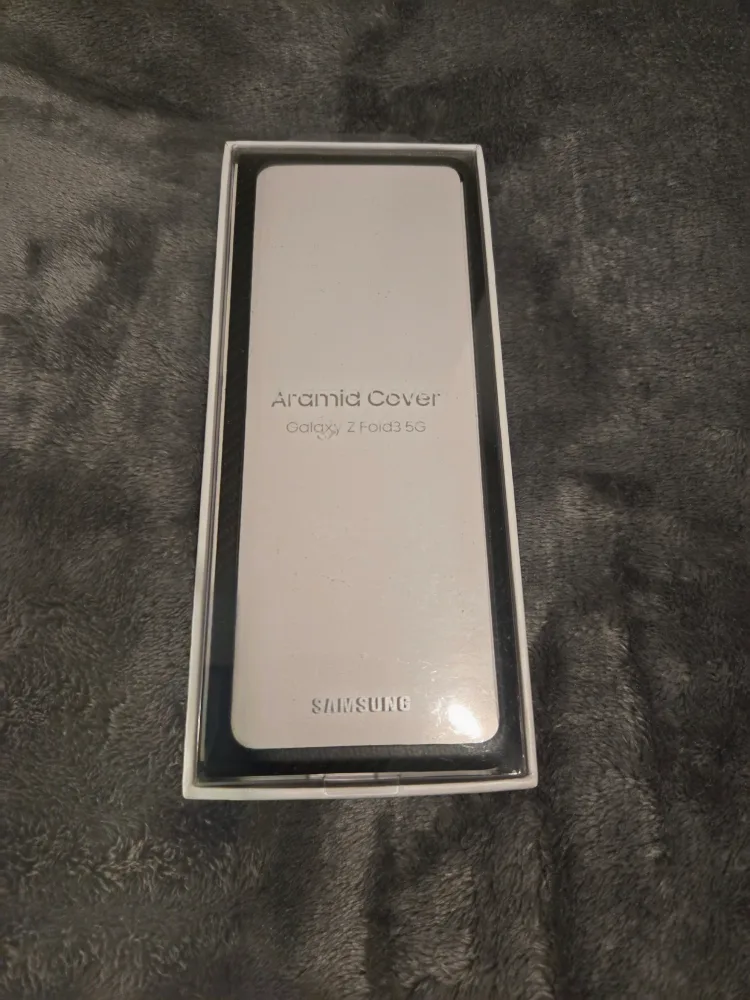 Aramid Cover
Galaxy Z Fold3 5G
SAMSUNG